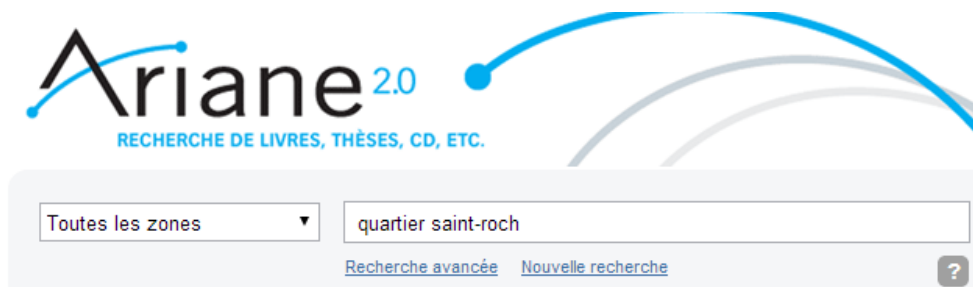 Ariane 2.0
RECHERCHE DE LIVRES, THÈSES, CD, ETC.
Toutes les zones ▼ quartier saint-roch
Recherche avancée Nouvelle recherche ?